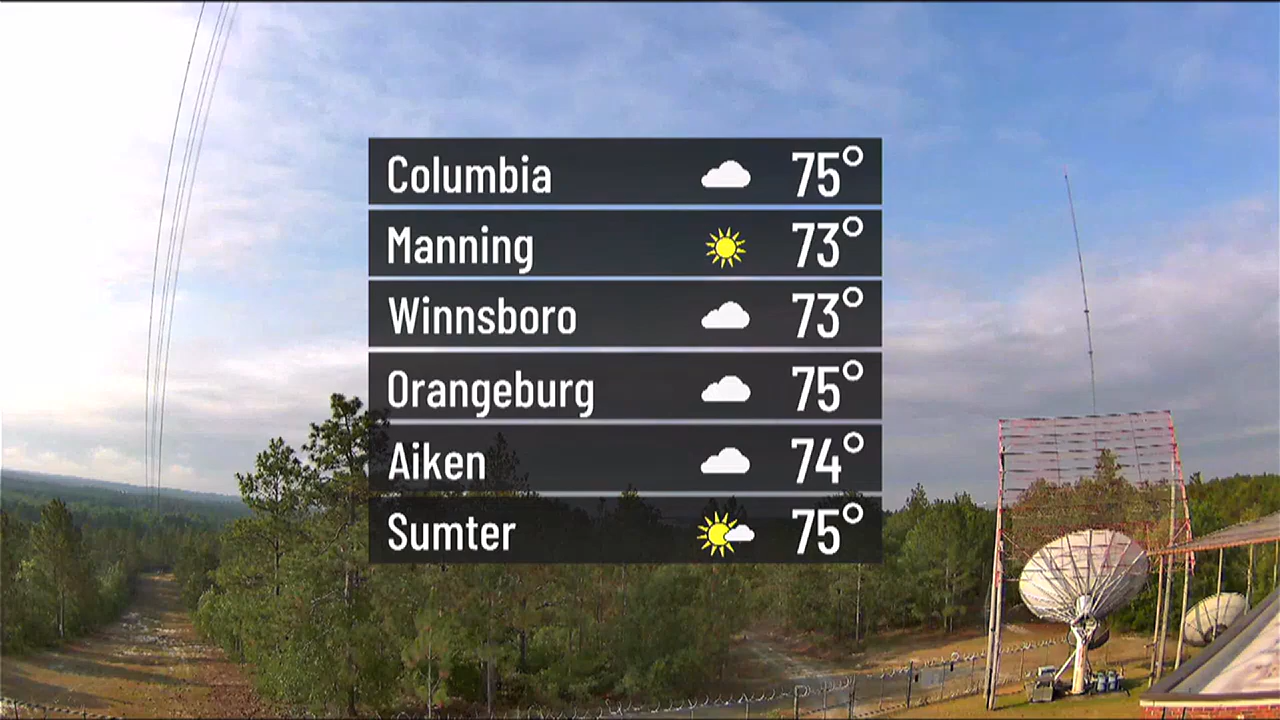 Columbia 75°
Manning 73°
Winnsboro 73°
Orangeburg 75°
Aiken 74°
Sumter 75°